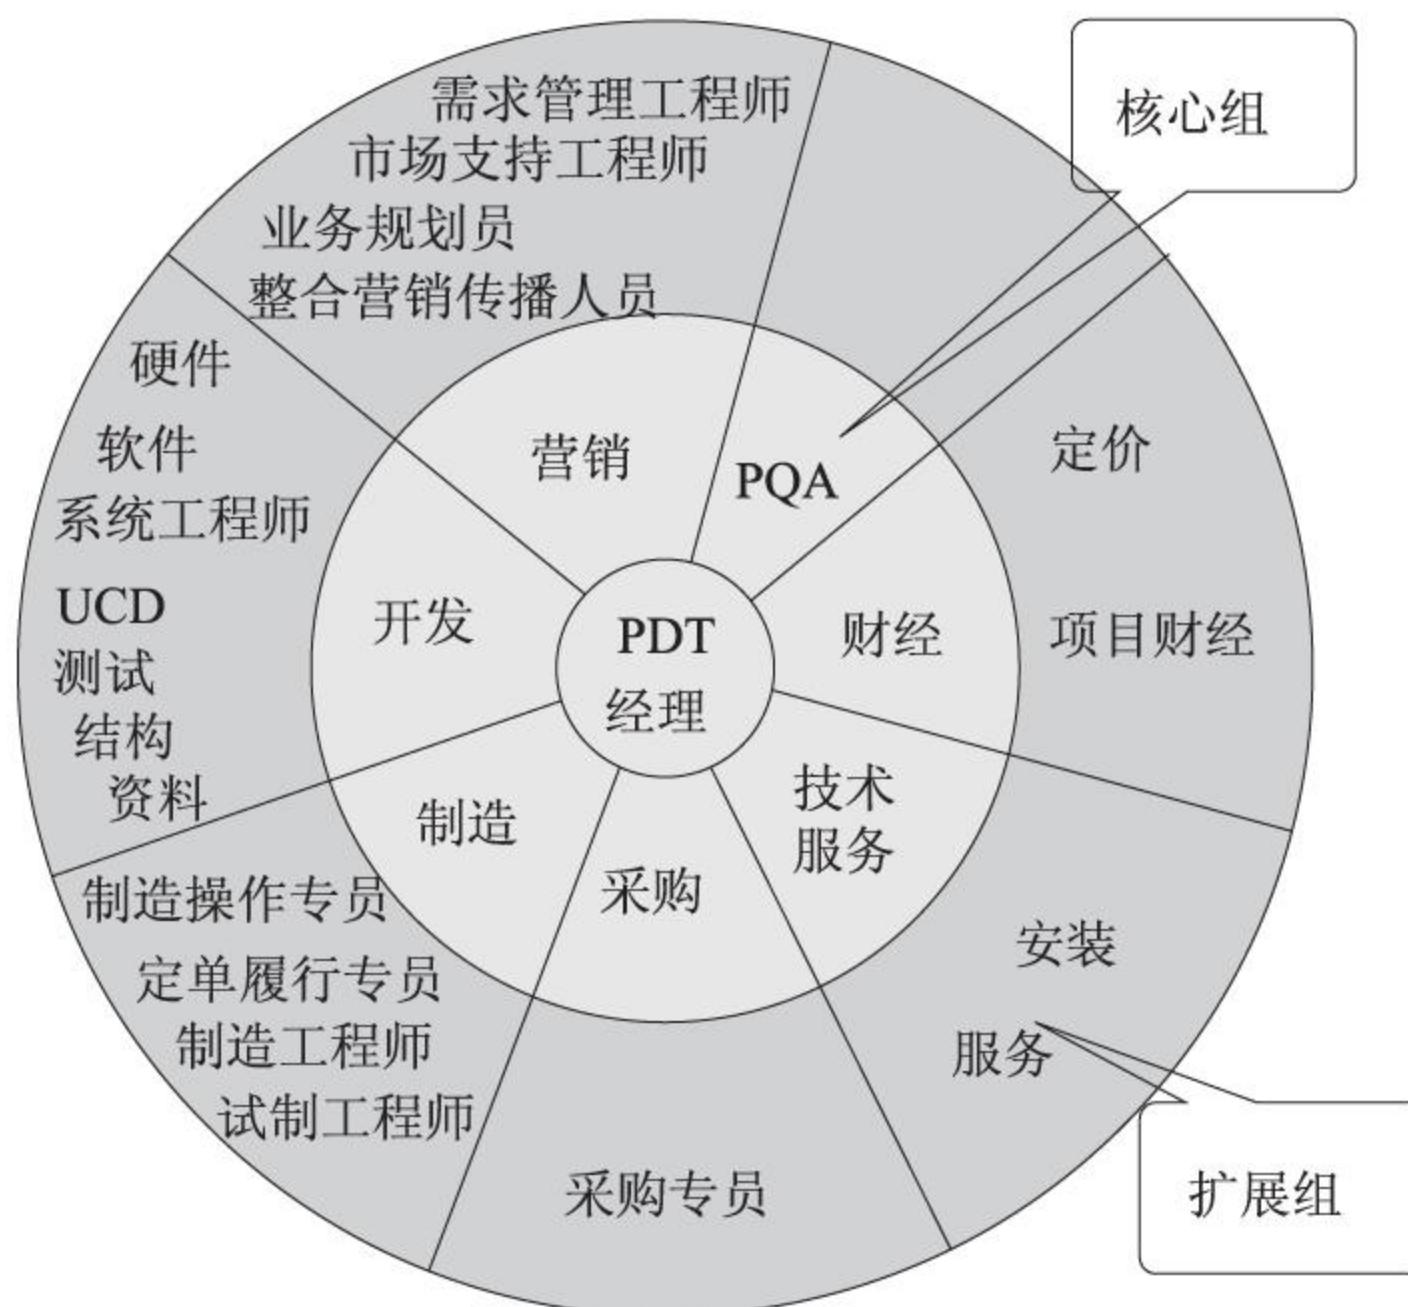 需求管理工程师
市场支持工程师
业务规划员
整合营销传播人员
核心组
硬件
软件
系统工程师
UCD
测试
结构
资料
营销
PQA
定价
开发
PDT
经理
财经
项目财经
制造
采购
技术
服务
制造操作专员
定单履行专员
制造工程师
试制工程师
采购专员
安装
服务
扩展组